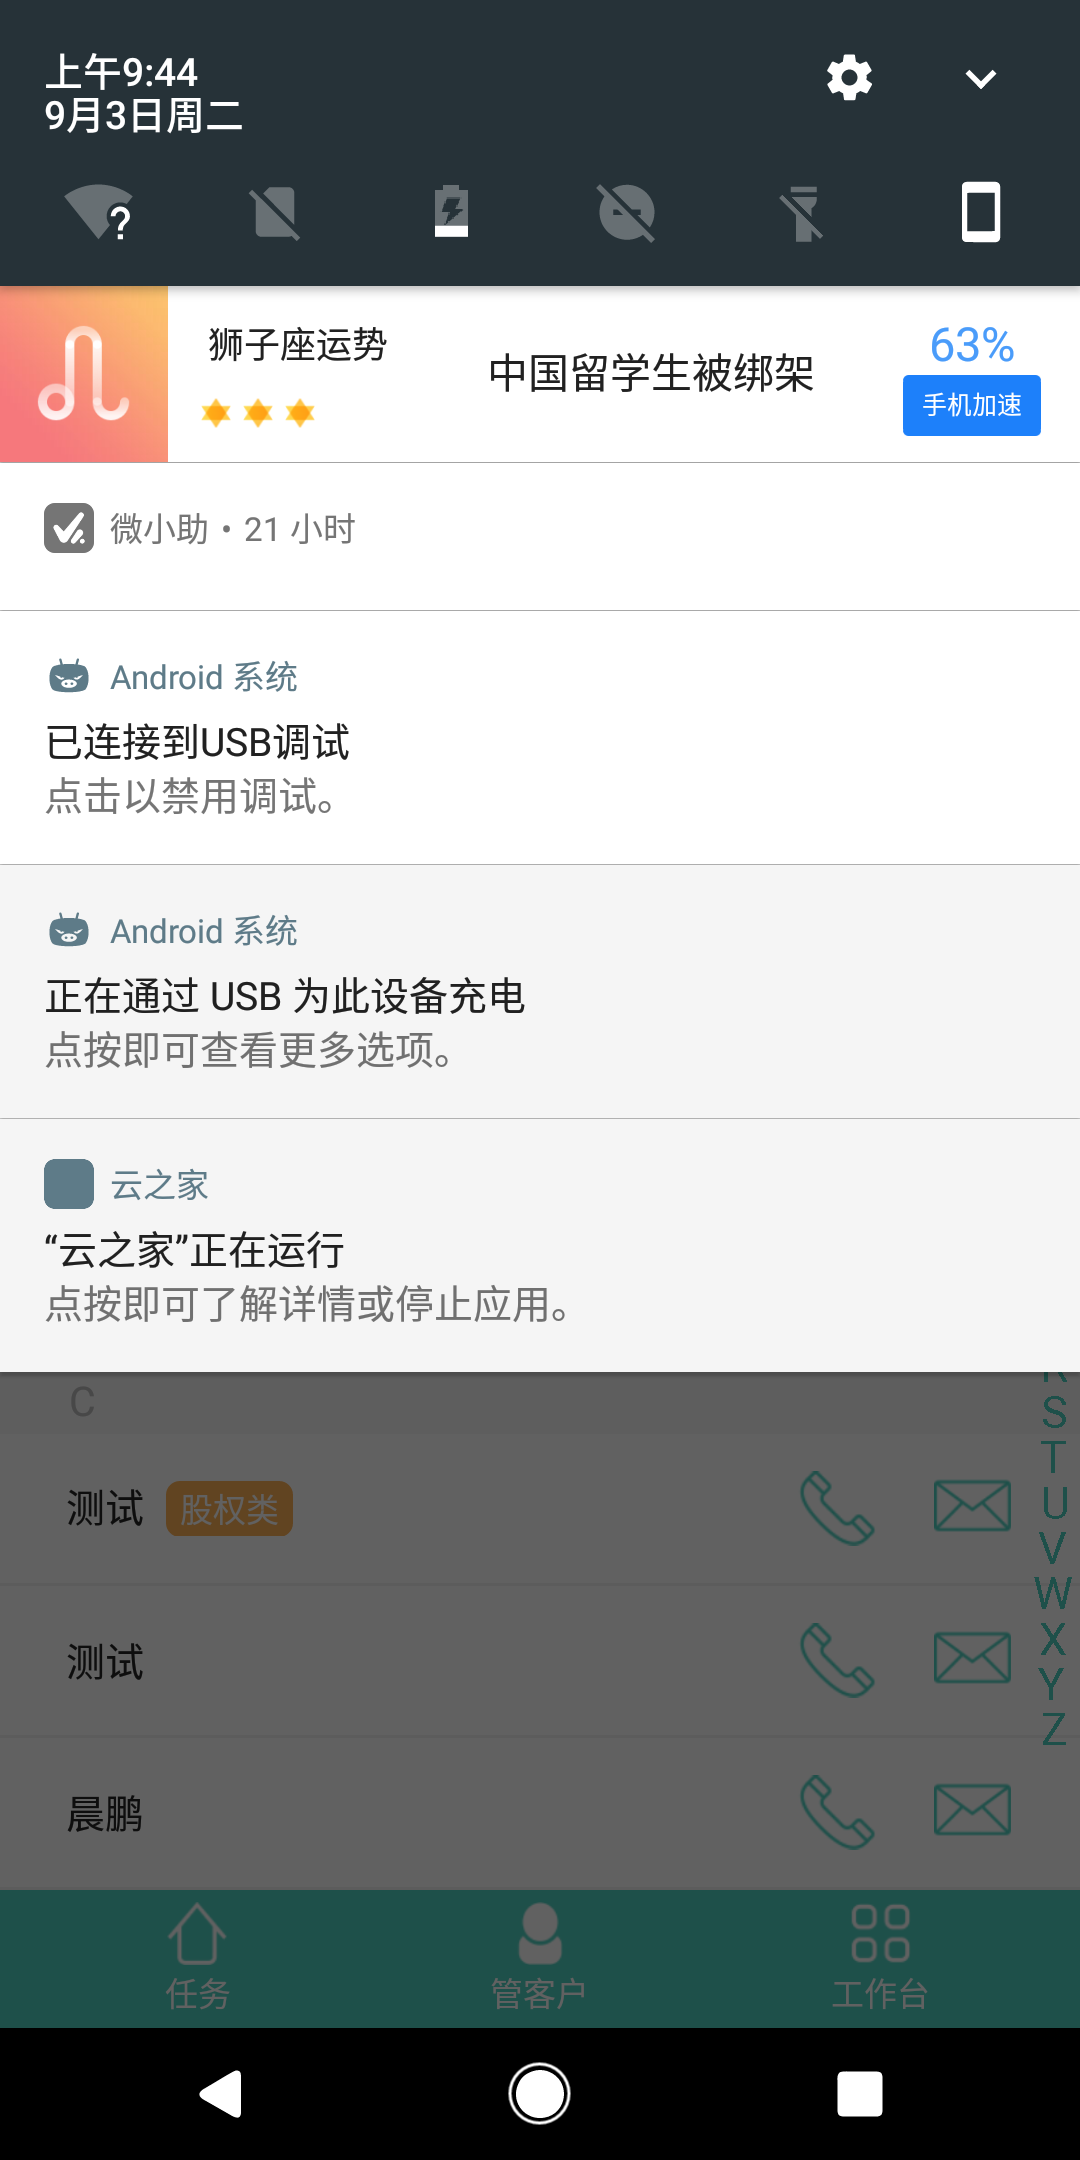 上午9:44
9月3日周二
狮子座运势
中国留学生被绑架
63%
手机加速
微小助 • 21 小时
Android 系统
已连接到USB调试
点击以禁用调试。
Android 系统
正在通过 USB 为此设备充电
点按即可查看更多选项。
云之家
“云之家”正在运行
点按即可了解详情或停止应用。
C
测试 股权类
测试
晨鹏
R
S
T
U
V
W
X
Y
Z
任务
管客户
工作台